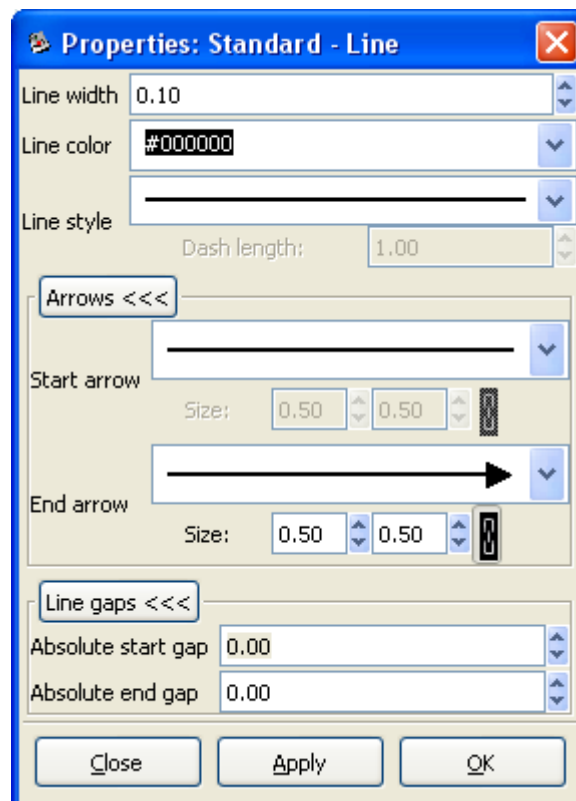 Properties: Standard - Line
Line width 0.10
Line color #000000
Line style
Dash length: 1.00
Arrows <<<
Start arrow
Size: 0.50 0.50
End arrow
Size: 0.50 0.50
Line gaps <<<
Absolute start gap 0.00
Absolute end gap 0.00
Close Apply OK